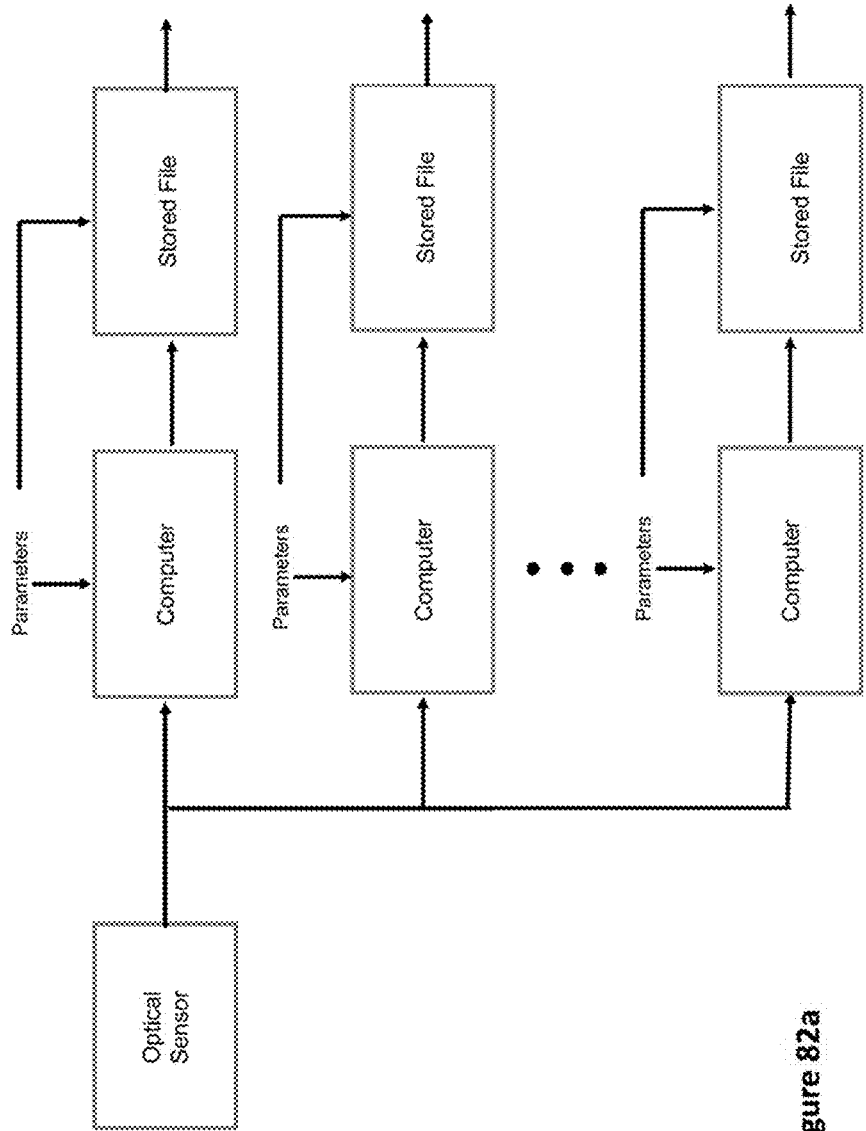 Optical
Sensor
Parameters
Computer
Stored File
Parameters
Computer
Stored File
Parameters
Computer
Stored File
gure 82a